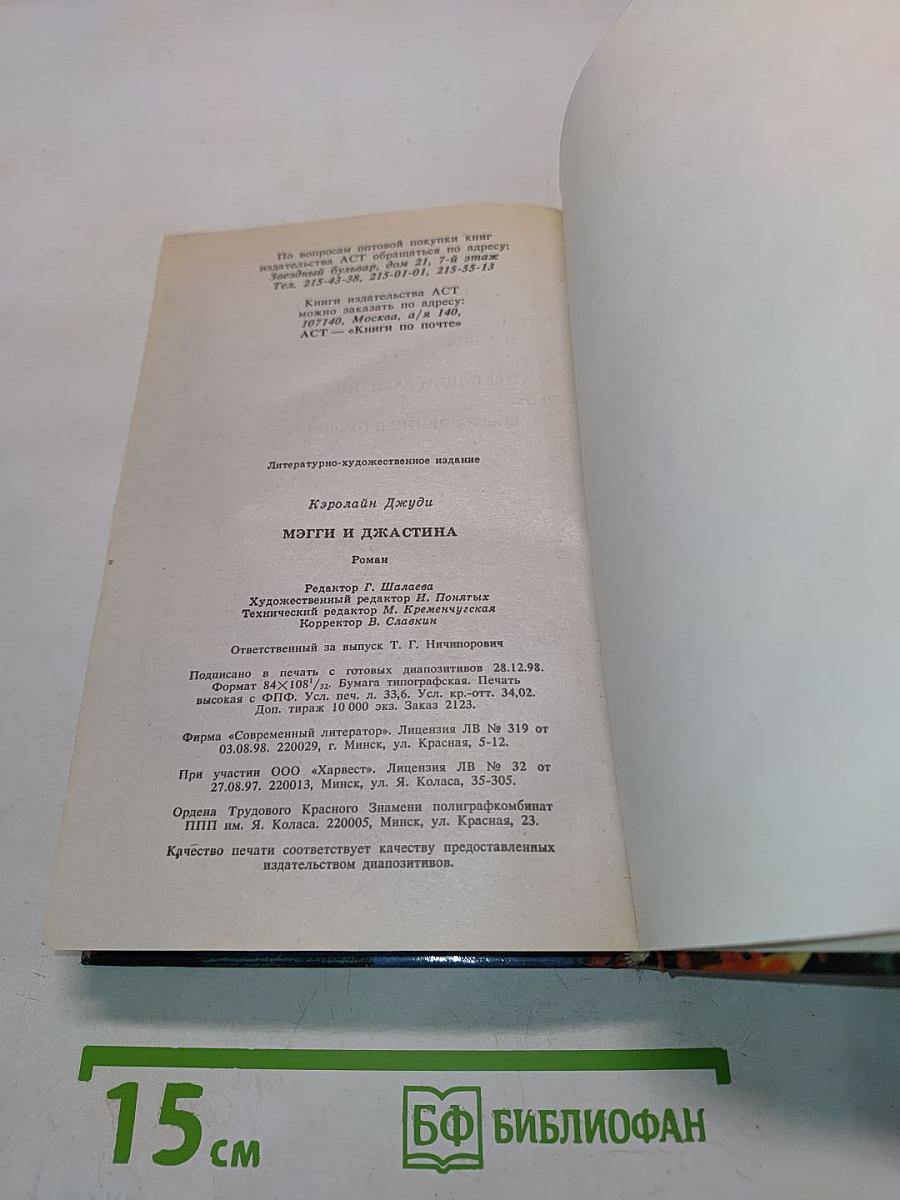 По вопросам оптовой покупки книг
издательства АСТ обращаться по адресу:
Звездный бульвар, дом 21, 7-й этаж
Тел. 215-43-38, 215-01-01, 215-55-13
Книги издательства АСТ
можно заказать по адресу:
107140, Москва, а/я 140,
АСТ — «Книги по почте»
Литературно-художественное издание
Кэролайн Джуди
МЭГГИ И ДЖАСТИНА
Роман
Редактор Г. Шалаева
Художественный редактор И. Понятых
Технический редактор М. Кременчугская
Корректор В. Славкин
Ответственный за выпуск Т. Г. Ничипорович
Подписано в печать с готовых диапозитивов 28.12.98.
Формат 84×108¹/₃₂. Бумага типографская. Печать
высокая с ФПФ. Усл. печ. л. 33,6. Усл. кр.-отт. 34,02.
Доп. тираж 10 000 экз. Заказ 2123.
Фирма «Современный литератор». Лицензия ЛВ № 319 от
03.08.98. 220029, г. Минск, ул. Красная, 5-12.
При участии ООО «Харвест». Лицензия ЛВ № 32 от
27.08.97. 220013, Минск, ул. Я. Коласа, 35-305.
Ордена Трудового Красного Знамени полиграфкомбинат
ППП им. Я. Коласа. 220005, Минск, ул. Красная, 23.
Качество печати соответствует качеству предоставленных
издательством диапозитивов.
15 см
БФ БИБЛИОФАН